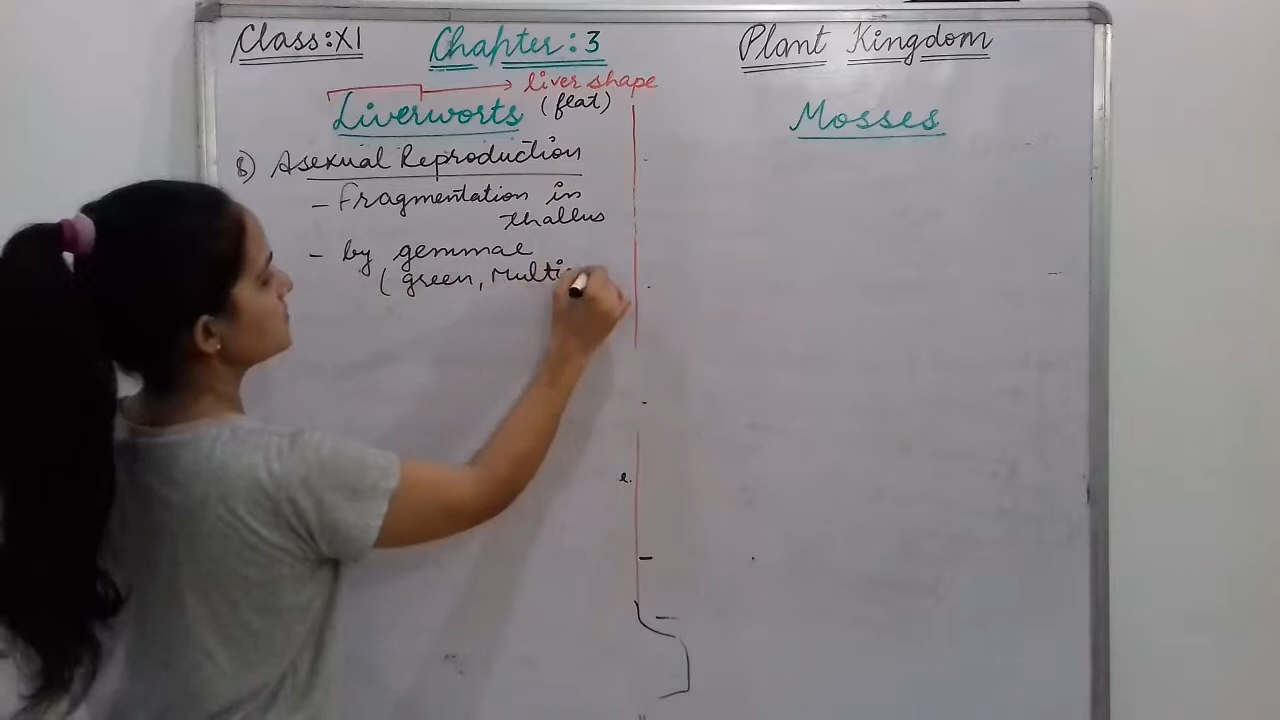 Class:XI
Chapter:3
Plant Kingdom
liver shape
Liverworts
(flat)
Mosses
8) Asexual Reproduction
- Fragmentation in
thallus
- by gemmae
(green, Multi